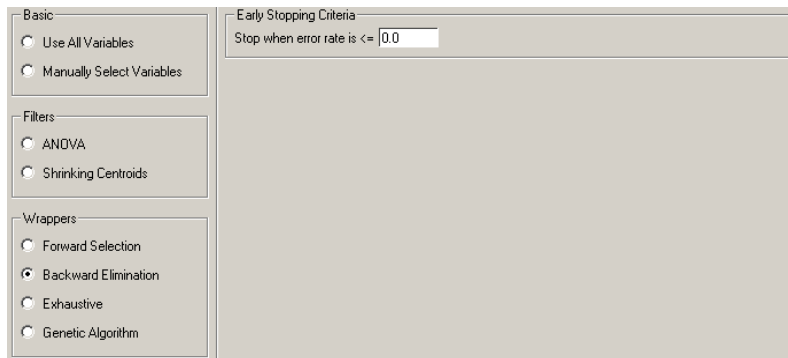 Basic
Use All Variables
Manually Select Variables
Filters
ANOVA
Shrinking Centroids
Wrappers
Forward Selection
Backward Elimination
Exhaustive
Genetic Algorithm
Early Stopping Criteria
Stop when error rate is <= 0.0